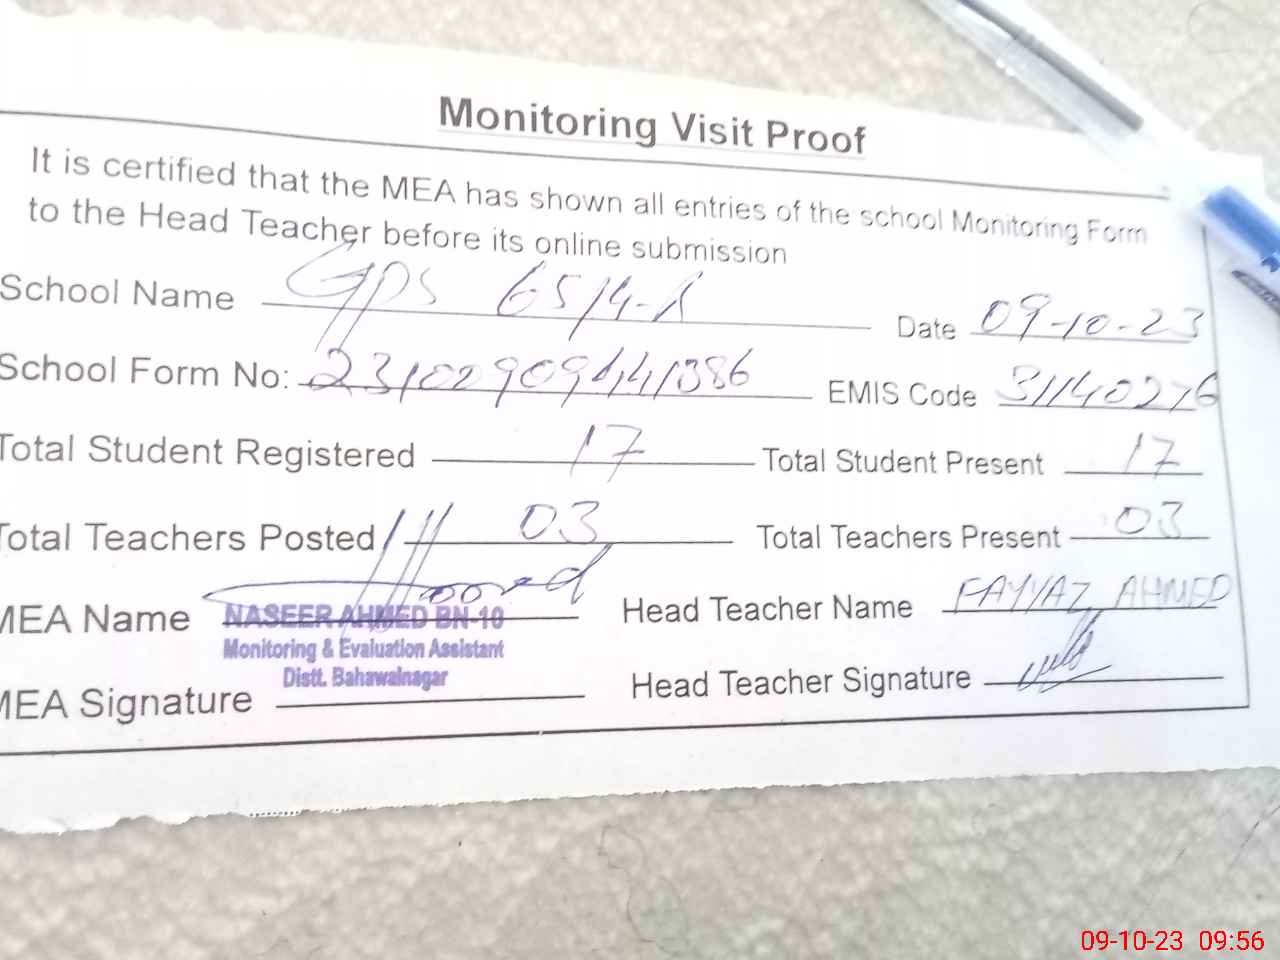 Monitoring Visit Proof
It is certified that the MEA has shown all entries of the school Monitoring Form
to the Head Teacher before its online submission
School Name GPS 65/4-R Date 09-10-23
School Form No: EMIS Code 31140276
Total Student Registered 17 Total Student Present 17
Total Teachers Posted 03 Total Teachers Present 03
MEA Name NASEER AHMED BN-10 Head Teacher Name FAYYAZ AHMED
Monitoring & Evaluation Assistant
Distt. Bahawalnagar
MEA Signature Head Teacher Signature
09-10-23 09:56